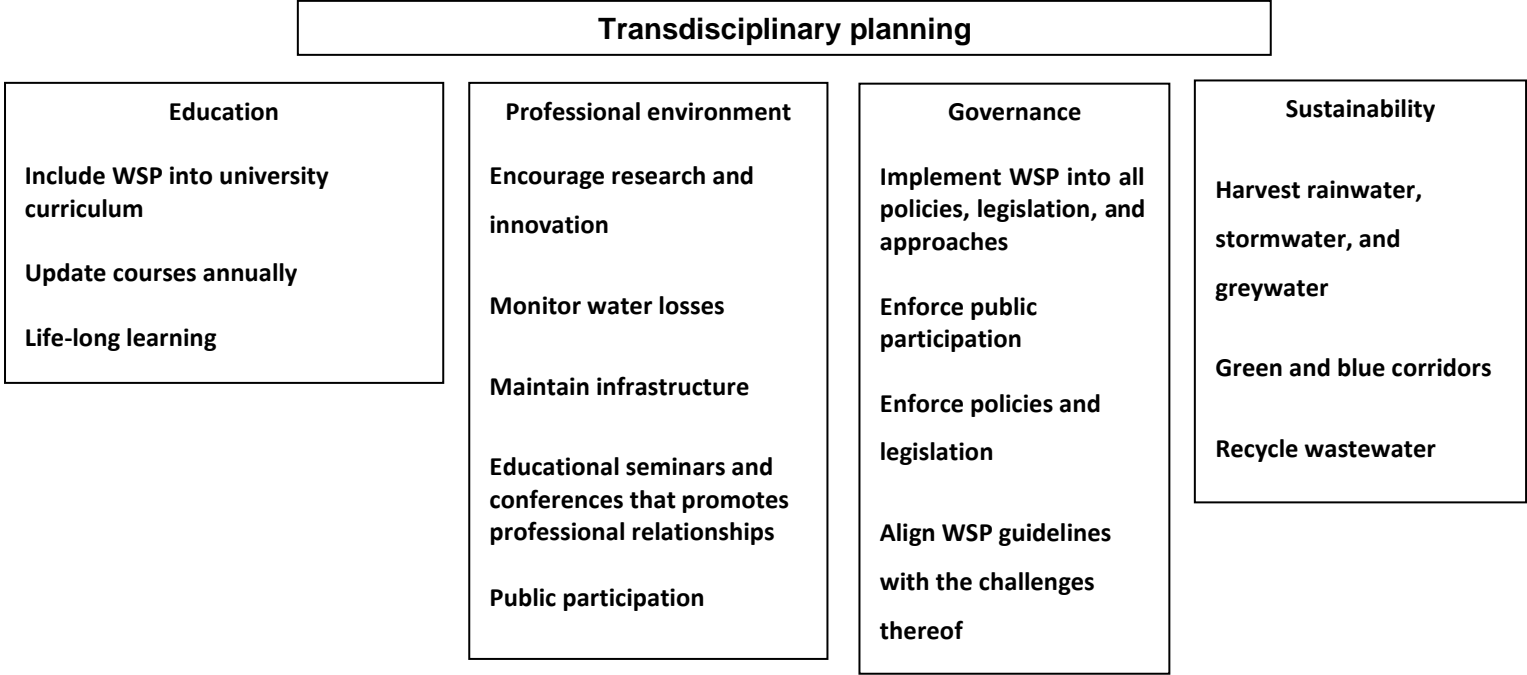 Transdisciplinary planning
Education
Include WSP into university
curriculum
Update courses annually
Life-long learning
Professional environment
Encourage research and
innovation
Monitor water losses
Maintain infrastructure
Educational seminars and
conferences that promotes
professional relationships
Public participation
Governance
Implement WSP into all
policies, legislation, and
approaches
Enforce public
participation
Enforce policies and
legislation
Align WSP guidelines
with the challenges
thereof
Sustainability
Harvest rainwater,
stormwater, and
greywater
Green and blue corridors
Recycle wastewater